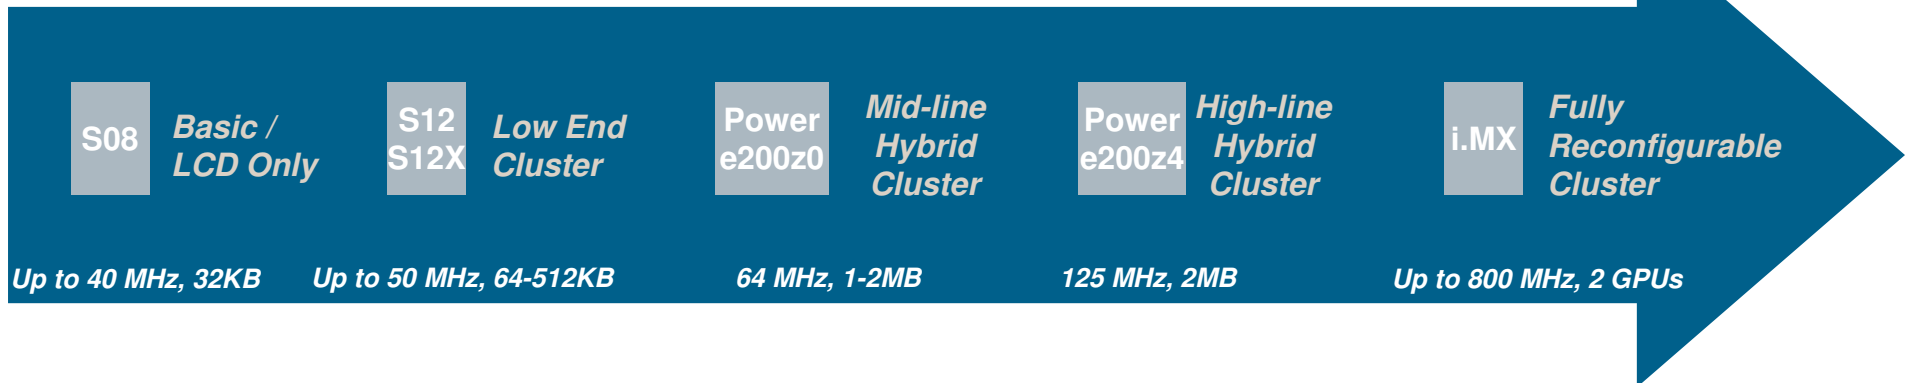 S08
Basic /
LCD Only
S12
S12X
Low End
Cluster
Power
e200z0
Mid-line
Hybrid
Cluster
Power
e200z4
High-line
Hybrid
Cluster
i.MX
Fully
Reconfigurable
Cluster
Up to 40 MHz, 32KB
Up to 50 MHz, 64-512KB
64 MHz, 1-2MB
125 MHz, 2MB
Up to 800 MHz, 2 GPUs